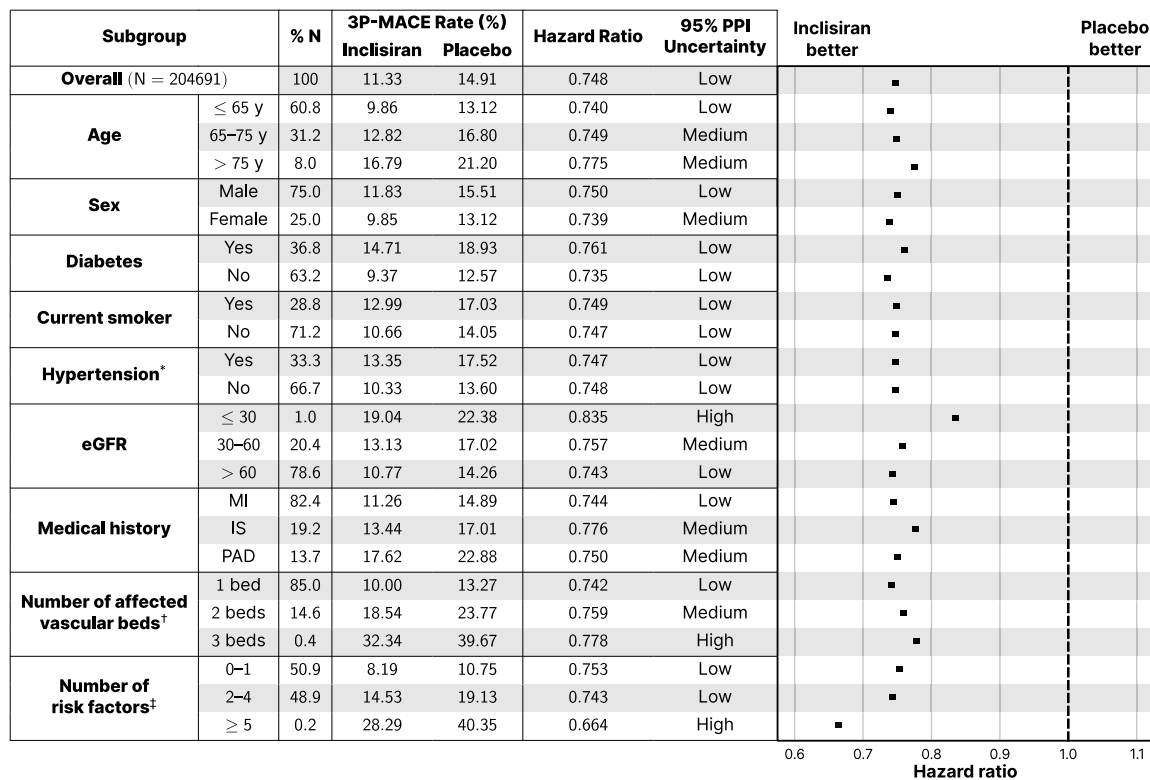 Subgroup % N 3P-MACE Rate (%) Hazard Ratio 95% PPI Uncertainty Inclisiran better Placebo better
Inclisiran Placebo
Overall (N = 204691) 100 11.33 14.91 0.748 Low
Age ≤ 65 y 60.8 9.86 13.12 0.740 Low
65–75 y 31.2 12.82 16.80 0.749 Medium
> 75 y 8.0 16.79 21.20 0.775 Medium
Sex Male 75.0 11.83 15.51 0.750 Low
Female 25.0 9.85 13.12 0.739 Medium
Diabetes Yes 36.8 14.71 18.93 0.761 Low
No 63.2 9.37 12.57 0.735 Low
Current smoker Yes 28.8 12.99 17.03 0.749 Low
No 71.2 10.66 14.05 0.747 Low
Hypertension* Yes 33.3 13.35 17.52 0.747 Low
No 66.7 10.33 13.60 0.748 Low
eGFR ≤ 30 1.0 19.04 22.38 0.835 High
30–60 20.4 13.13 17.02 0.757 Medium
> 60 78.6 10.77 14.26 0.743 Low
Medical history MI 82.4 11.26 14.89 0.744 Low
IS 19.2 13.44 17.01 0.776 Medium
PAD 13.7 17.62 22.88 0.750 Medium
Number of affected vascular beds† 1 bed 85.0 10.00 13.27 0.742 Low
2 beds 14.6 18.54 23.77 0.759 Medium
3 beds 0.4 32.34 39.67 0.778 High
Number of risk factors‡ 0–1 50.9 8.19 10.75 0.753 Low
2–4 48.9 14.53 19.13 0.743 Low
≥ 5 0.2 28.29 40.35 0.664 High
0.6 0.7 0.8 0.9 1.0 1.1
Hazard ratio